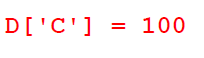 D['C'] = 100